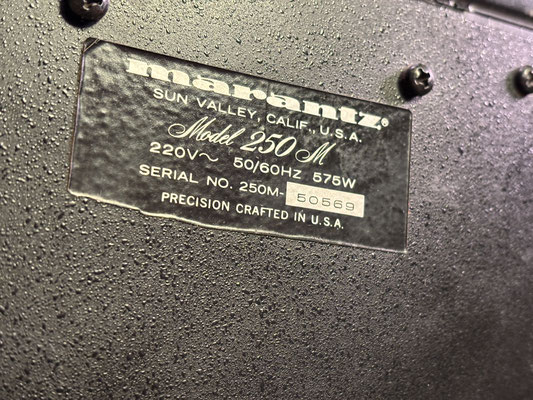 marantz®
SUN VALLEY, CALIF., U.S.A.
Model 250 M
220V~ 50/60Hz 575W
SERIAL NO. 250M-50569
PRECISION CRAFTED IN U.S.A.